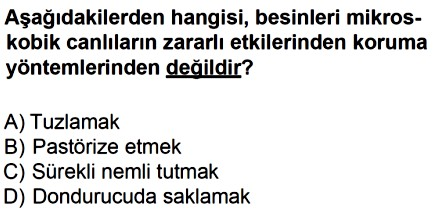 Aşağıdakilerden hangisi, besinleri mikros-
kobik canlıların zararlı etkilerinden koruma
yöntemlerinden değildir?
A) Tuzlamak
B) Pastörize etmek
C) Sürekli nemli tutmak
D) Dondurucuda saklamak